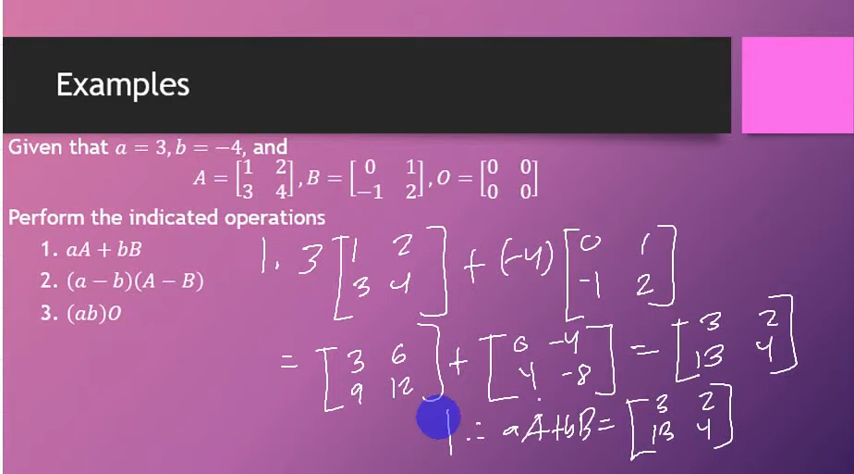 Examples
Given that a = 3, b = −4, and
A = [1 2; 3 4], B = [0 1; −1 2], O = [0 0; 0 0]
Perform the indicated operations
1. aA + bB
2. (a − b)(A − B)
3. (ab)O
1. 3 [1 2; 3 4] + (-4) [0 1; -1 2]
= [3 6; 9 12] + [0 -4; 4 -8] = [3 2; 13 4]
∴ aA+bB = [3 2; 13 4]